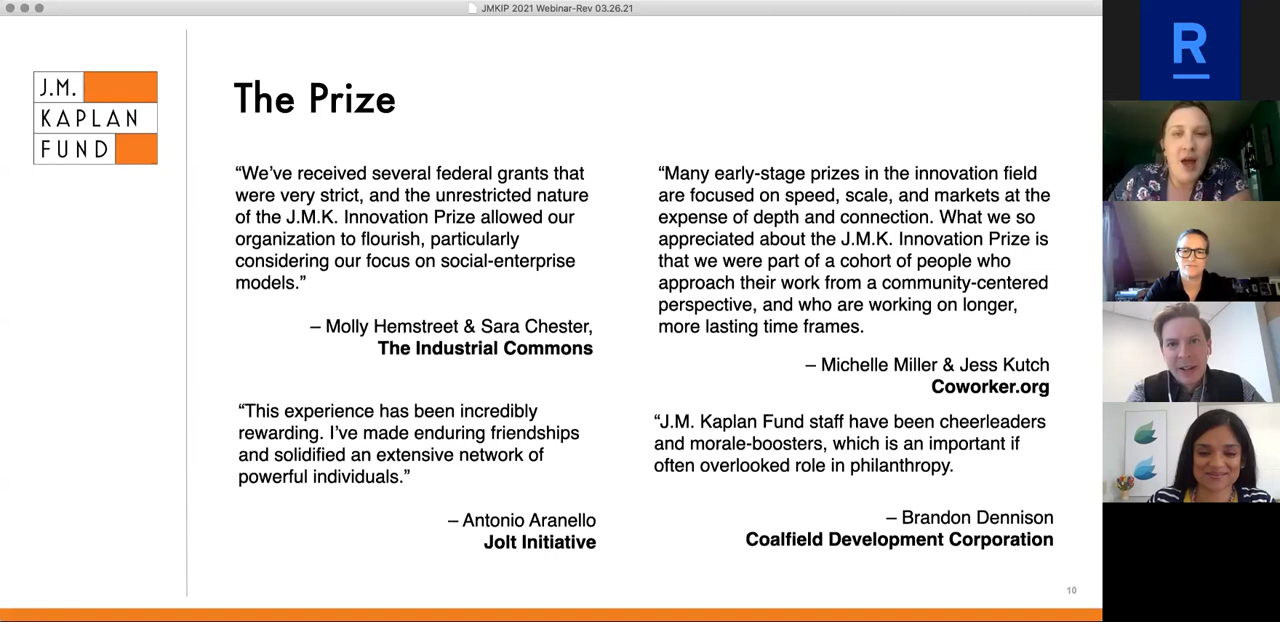 JMKIP 2021 Webinar-Rev 03.26.21
J.M.
KAPLAN
FUND
The Prize
“We’ve received several federal grants that
were very strict, and the unrestricted nature
of the J.M.K. Innovation Prize allowed our
organization to flourish, particularly
considering our focus on social-enterprise
models.”
– Molly Hemstreet & Sara Chester,
The Industrial Commons
“This experience has been incredibly
rewarding. I’ve made enduring friendships
and solidified an extensive network of
powerful individuals.”
– Antonio Aranello
Jolt Initiative
“Many early-stage prizes in the innovation field
are focused on speed, scale, and markets at the
expense of depth and connection. What we so
appreciated about the J.M.K. Innovation Prize is
that we were part of a cohort of people who
approach their work from a community-centered
perspective, and who are working on longer,
more lasting time frames.
– Michelle Miller & Jess Kutch
Coworker.org
“J.M. Kaplan Fund staff have been cheerleaders
and morale-boosters, which is an important if
often overlooked role in philanthropy.
– Brandon Dennison
Coalfield Development Corporation
10
R